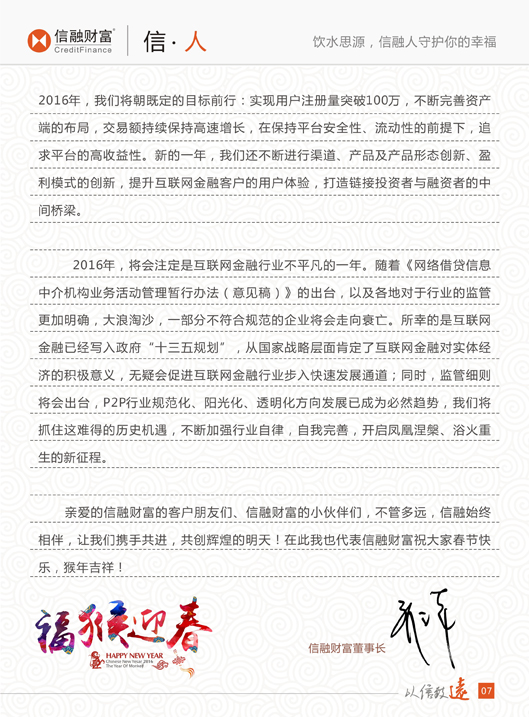 信融财富
CreditFinance
信·人
饮水思源，信融人守护你的幸福
2016年，我们将朝既定的目标前行：实现用户注册量突破100万，不断完善资产
端的布局，交易额持续保持高速增长，在保持平台安全性、流动性的前提下，追
求平台的高收益性。新的一年，我们还不断进行渠道、产品及产品形态创新、盈
利模式的创新，提升互联网金融客户的用户体验，打造链接投资者与融资者的中
间桥梁。
2016年，将会注定是互联网金融行业不平凡的一年。随着《网络借贷信息
中介机构业务活动管理暂行办法（意见稿）》的出台，以及各地对于行业的监管
更加明确，大浪淘沙，一部分不符合规范的企业将会走向衰亡。所幸的是互联网
金融已经写入政府“十三五规划”，从国家战略层面肯定了互联网金融对实体经
济的积极意义，无疑会促进互联网金融行业步入快速发展通道；同时，监管细则
将会出台，P2P行业规范化、阳光化、透明化方向发展已成为必然趋势，我们将
抓住这难得的历史机遇，不断加强行业自律，自我完善，开启凤凰涅槃、浴火重
生的新征程。
亲爱的信融财富的客户朋友们、信融财富的小伙伴们，不管多远，信融始终
相伴，让我们携手共进，共创辉煌的明天！在此我也代表信融财富祝大家春节快
乐，猴年吉祥！
福猴迎春
HAPPY NEW YEAR
Chinese New Year 2016
The Year Of Monkey
信融财富董事长
以信致远
07